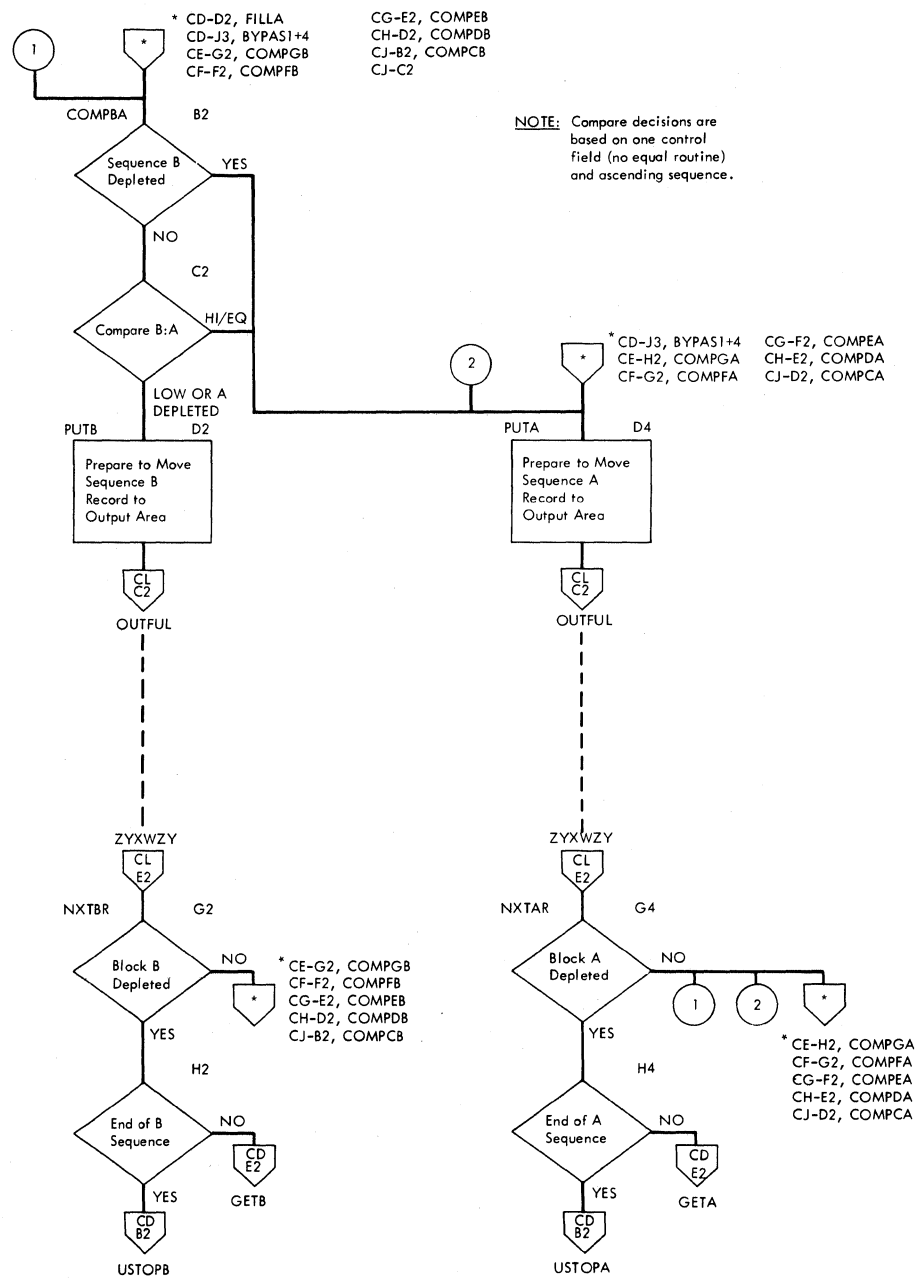 1
*
* CD-D2, FILLA
CD-J3, BYPAS1+4
CE-G2, COMPGB
CF-F2, COMPFB
CG-E2, COMPEB
CH-D2, COMPDB
CJ-B2, COMPCB
CJ-C2
COMPBA
B2
NOTE: Compare decisions are
based on one control
field (no equal routine)
and ascending sequence.
Sequence B
Depleted
YES
NO
C2
Compare B:A
HI/EQ
2
*
* CD-J3, BYPAS1+4
CE-H2, COMPGA
CF-G2, COMPFA
CG-F2, COMPEA
CH-E2, COMPDA
CJ-D2, COMPCA
LOW OR A
DEPLETED
PUTB
D2
PUTA
D4
Prepare to Move
Sequence B
Record to
Output Area
Prepare to Move
Sequence A
Record to
Output Area
CL
C2
OUTFUL
CL
C2
OUTFUL
ZYXWZY
CL
E2
ZYXWZY
CL
E2
NXTBR
G2
NXTAR
G4
Block B
Depleted
NO
*
* CE-G2, COMPGB
CF-F2, COMPFB
CG-E2, COMPEB
CH-D2, COMPDB
CJ-B2, COMPCB
Block A
Depleted
NO
1
2
*
* CE-H2, COMPGA
CF-G2, COMPFA
CG-F2, COMPEA
CH-E2, COMPDA
CJ-D2, COMPCA
YES
H2
YES
H4
End of B
Sequence
NO
CD
E2
GETB
End of A
Sequence
NO
CD
E2
GETA
YES
CD
B2
USTOPB
YES
CD
B2
USTOPA